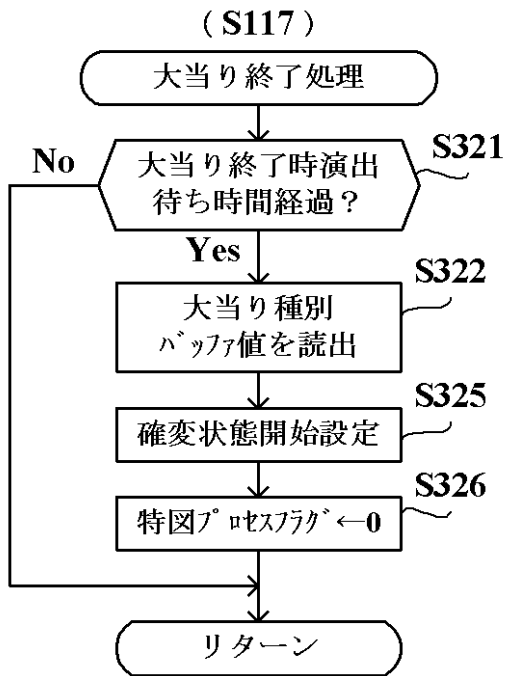 (S117)
大当り終了処理
No
大当り終了時演出
待ち時間経過？
S321
Yes
S322
大当り種別
バッファ値を読出
S325
確変状態開始設定
S326
特図プロセスフラグ←0
リターン